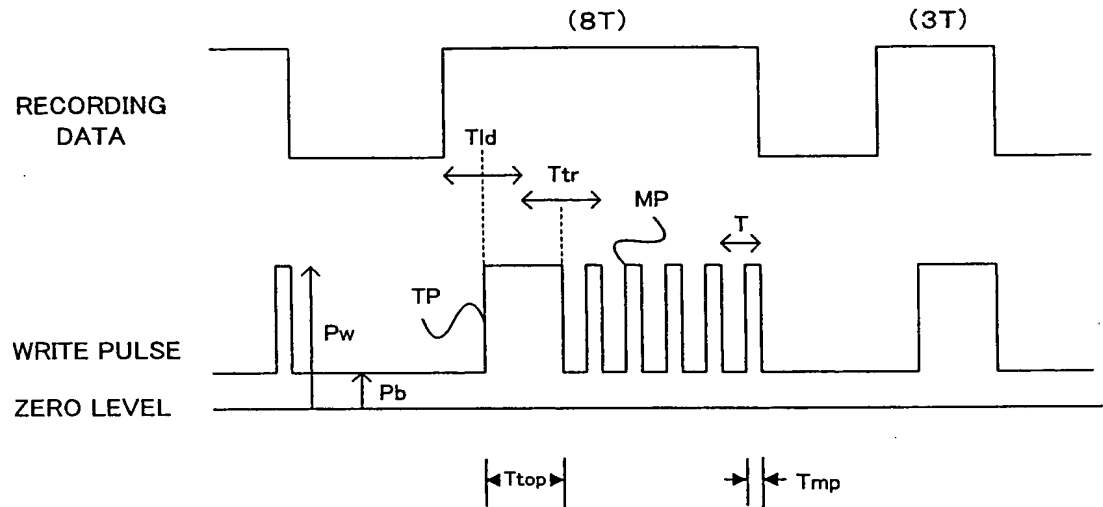 (8T)
(3T)
RECORDING
DATA
Tld
Ttr
MP
T
TP
Pw
WRITE PULSE
Pb
ZERO LEVEL
Ttop
Tmp